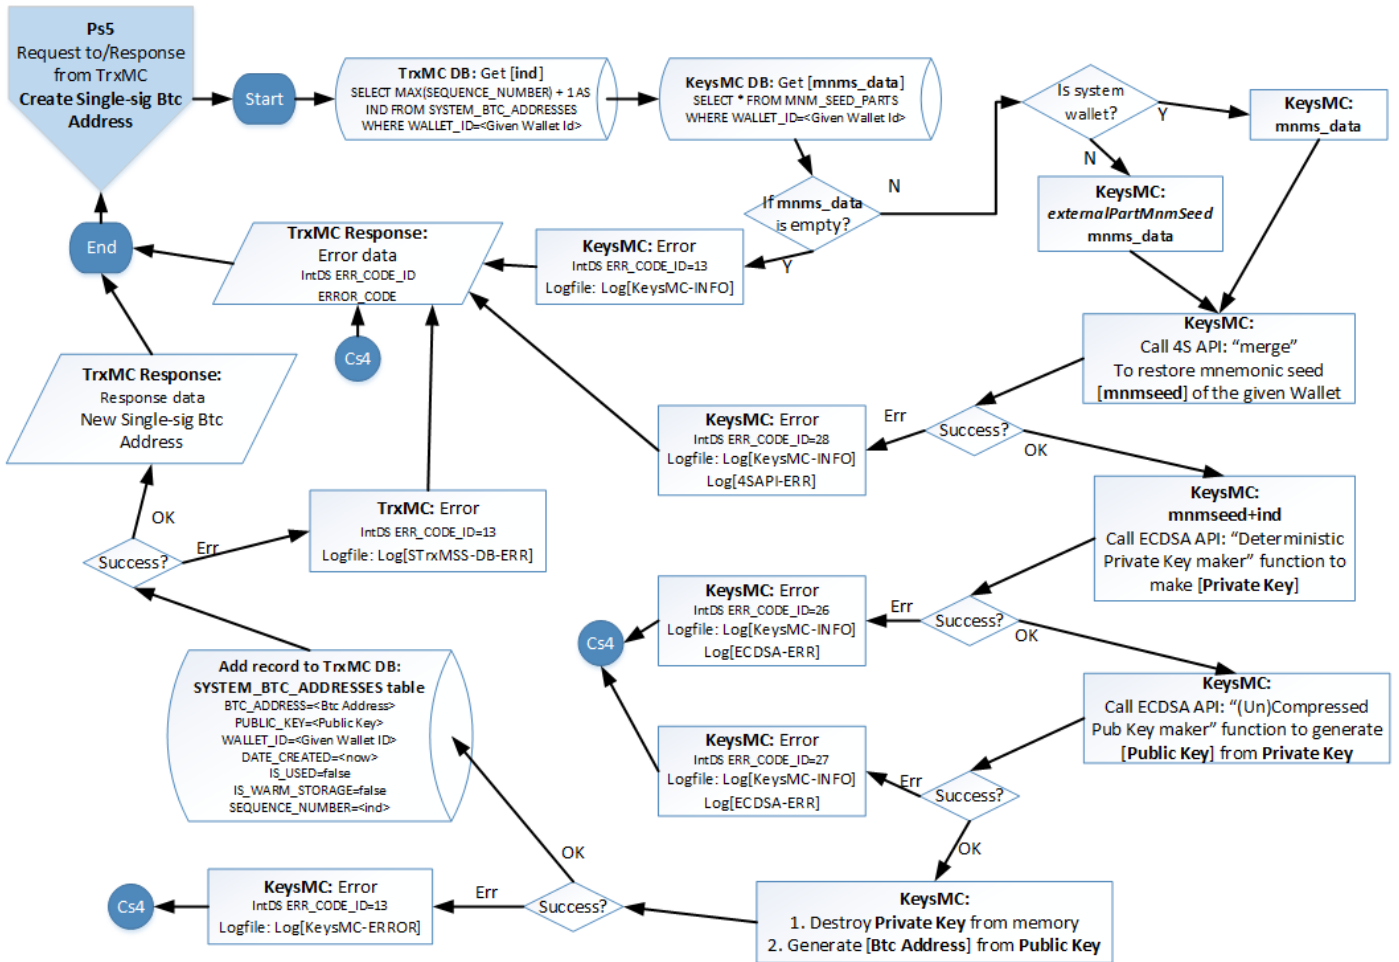 Ps5
Request to/Response
from TrxMC
Create Single-sig Btc
Address
Start
TrxMC DB: Get [ind]
SELECT MAX(SEQUENCE_NUMBER) + 1 AS
IND FROM SYSTEM_BTC_ADDRESSES
WHERE WALLET_ID=<Given Wallet Id>
KeysMC DB: Get [mnms_data]
SELECT * FROM MNM_SEED_PARTS
WHERE WALLET_ID=<Given Wallet Id>
Is system
wallet?
Y
KeysMC:
mnms_data
N
KeysMC:
externalPartMnmSeed
mnms_data
If mnms_data
is empty?
N
Y
KeysMC: Error
IntDS ERR_CODE_ID=13
Logfile: Log[KeysMC-INFO]
TrxMC Response:
Error data
IntDS ERR_CODE_ID
ERROR_CODE
End
Cs4
KeysMC:
Call 4S API: “merge”
To restore mnemonic seed
[mnmseed] of the given Wallet
Success?
Err
OK
KeysMC: Error
IntDS ERR_CODE_ID=28
Logfile: Log[KeysMC-INFO]
Log[4SAPI-ERR]
TrxMC Response:
Response data
New Single-sig Btc
Address
OK
Success?
Err
TrxMC: Error
IntDS ERR_CODE_ID=13
Logfile: Log[STrxMSS-DB-ERR]
KeysMC:
mnmseed+ind
Call ECDSA API: “Deterministic
Private Key maker” function to
make [Private Key]
Success?
Err
OK
KeysMC: Error
IntDS ERR_CODE_ID=26
Logfile: Log[KeysMC-INFO]
Log[ECDSA-ERR]
Cs4
KeysMC:
Call ECDSA API: “(Un)Compressed
Pub Key maker” function to generate
[Public Key] from Private Key
Success?
Err
OK
KeysMC: Error
IntDS ERR_CODE_ID=27
Logfile: Log[KeysMC-INFO]
Log[ECDSA-ERR]
Add record to TrxMC DB:
SYSTEM_BTC_ADDRESSES table
BTC_ADDRESS=<Btc Address>
PUBLIC_KEY=<Public Key>
WALLET_ID=<Given Wallet ID>
DATE_CREATED=<now>
IS_USED=false
IS_WARM_STORAGE=false
SEQUENCE_NUMBER=<ind>
KeysMC:
1. Destroy Private Key from memory
2. Generate [Btc Address] from Public Key
Success?
OK
Err
KeysMC: Error
IntDS ERR_CODE_ID=13
Logfile: Log[KeysMC-ERROR]
Cs4